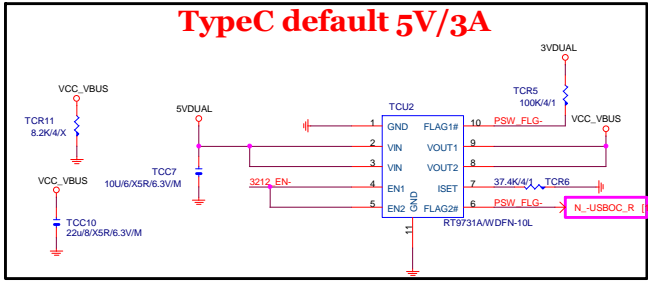 TypeC default 5V/3A
3VDUAL
VCC_VBUS
TCR11
8.2K/4/X
5VDUAL
TCU2
TCR5
100K/4/1
VCC_VBUS
1 GND FLAG1# 10 PSW_FLG-
2 VIN VOUT1 9
3 VIN VOUT2 8
TCC7
10U/6/X5R/6.3V/M
3212_EN- 4 EN1 ISET 7 37.4K/4/1 TCR6
5 EN2 GND FLAG2# 6 PSW_FLG- N_-USBOC_R [
11
RT9731A/WDFN-10L
VCC_VBUS
TCC10
22u/8/X5R/6.3V/M